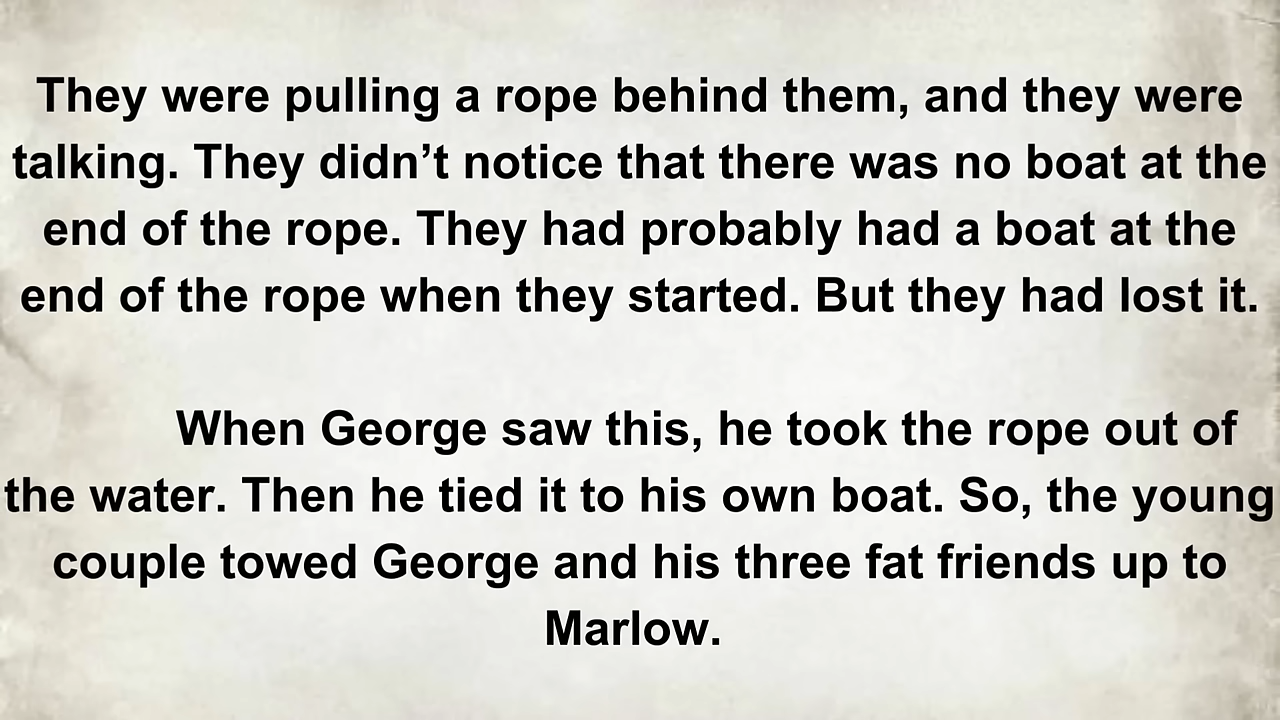 They were pulling a rope behind them, and they were
talking. They didn’t notice that there was no boat at the
end of the rope. They had probably had a boat at the
end of the rope when they started. But they had lost it.
When George saw this, he took the rope out of
the water. Then he tied it to his own boat. So, the young
couple towed George and his three fat friends up to
Marlow.